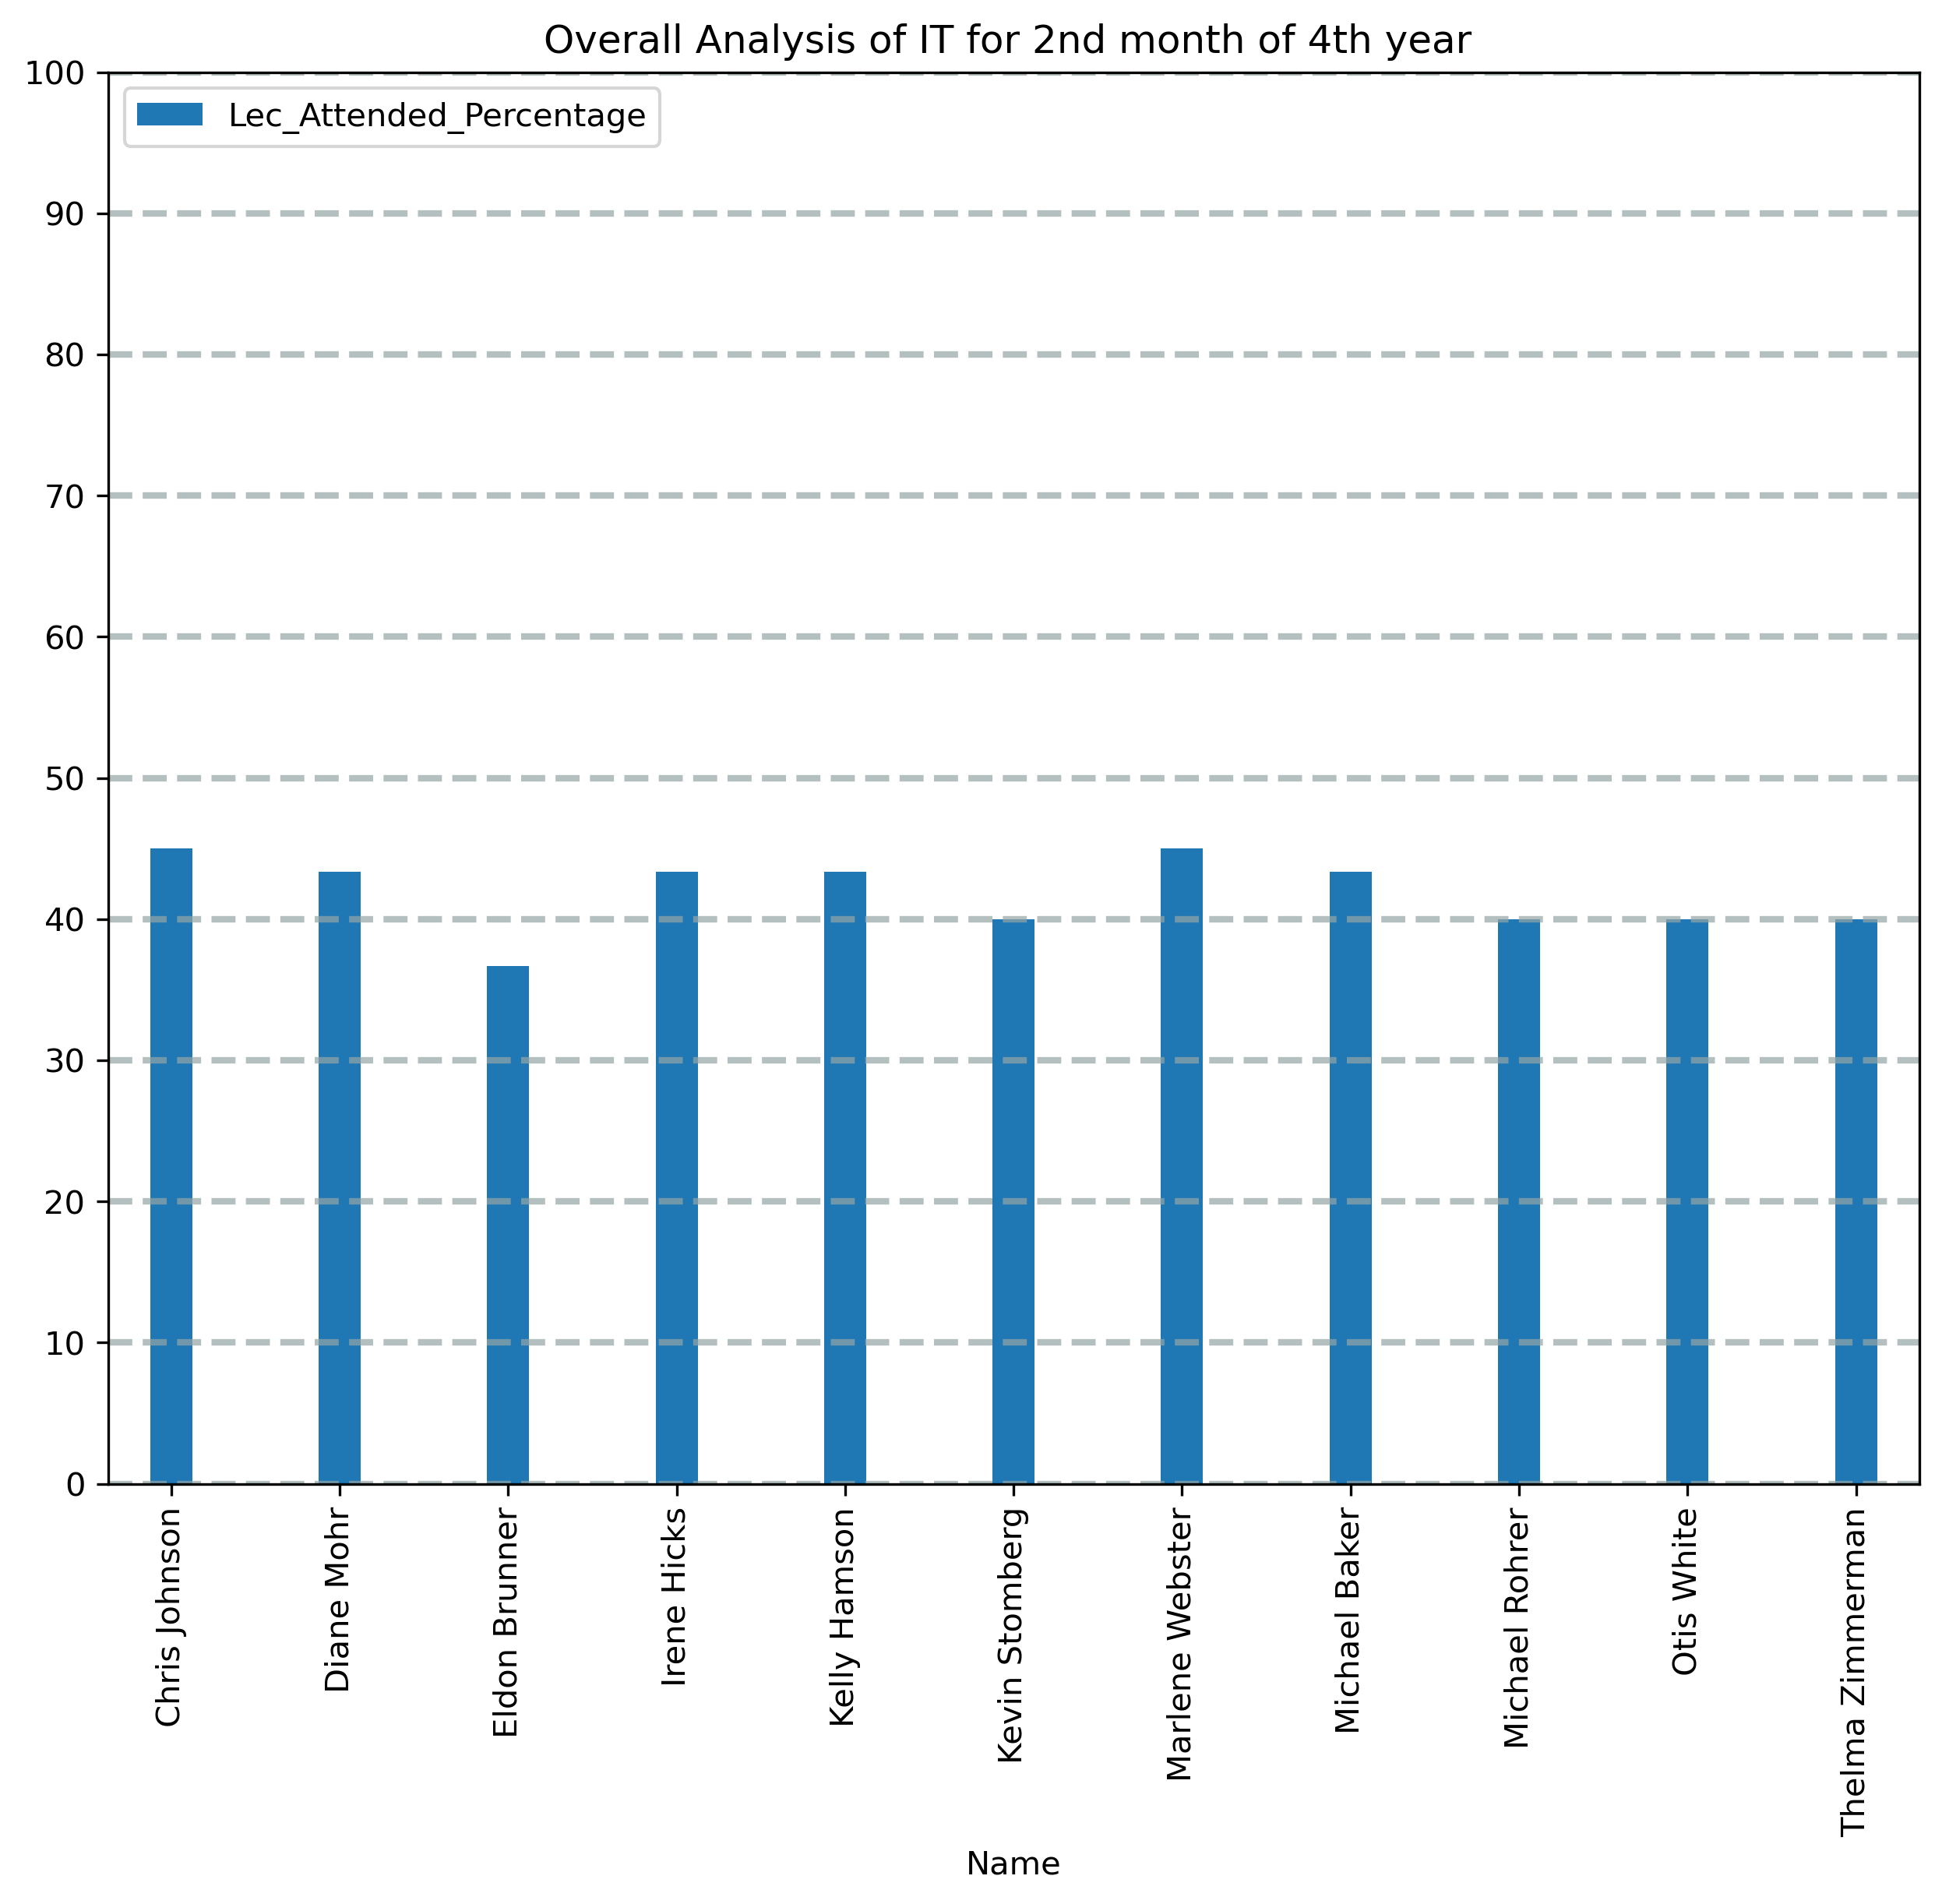 Overall Analysis of IT for 2nd month of 4th year
Lec_Attended_Percentage
100
90
80
70
60
50
40
30
20
10
0
Chris Johnson
Diane Mohr
Eldon Brunner
Irene Hicks
Kelly Hamson
Kevin Stomberg
Marlene Webster
Michael Baker
Michael Rohrer
Otis White
Thelma Zimmerman
Name